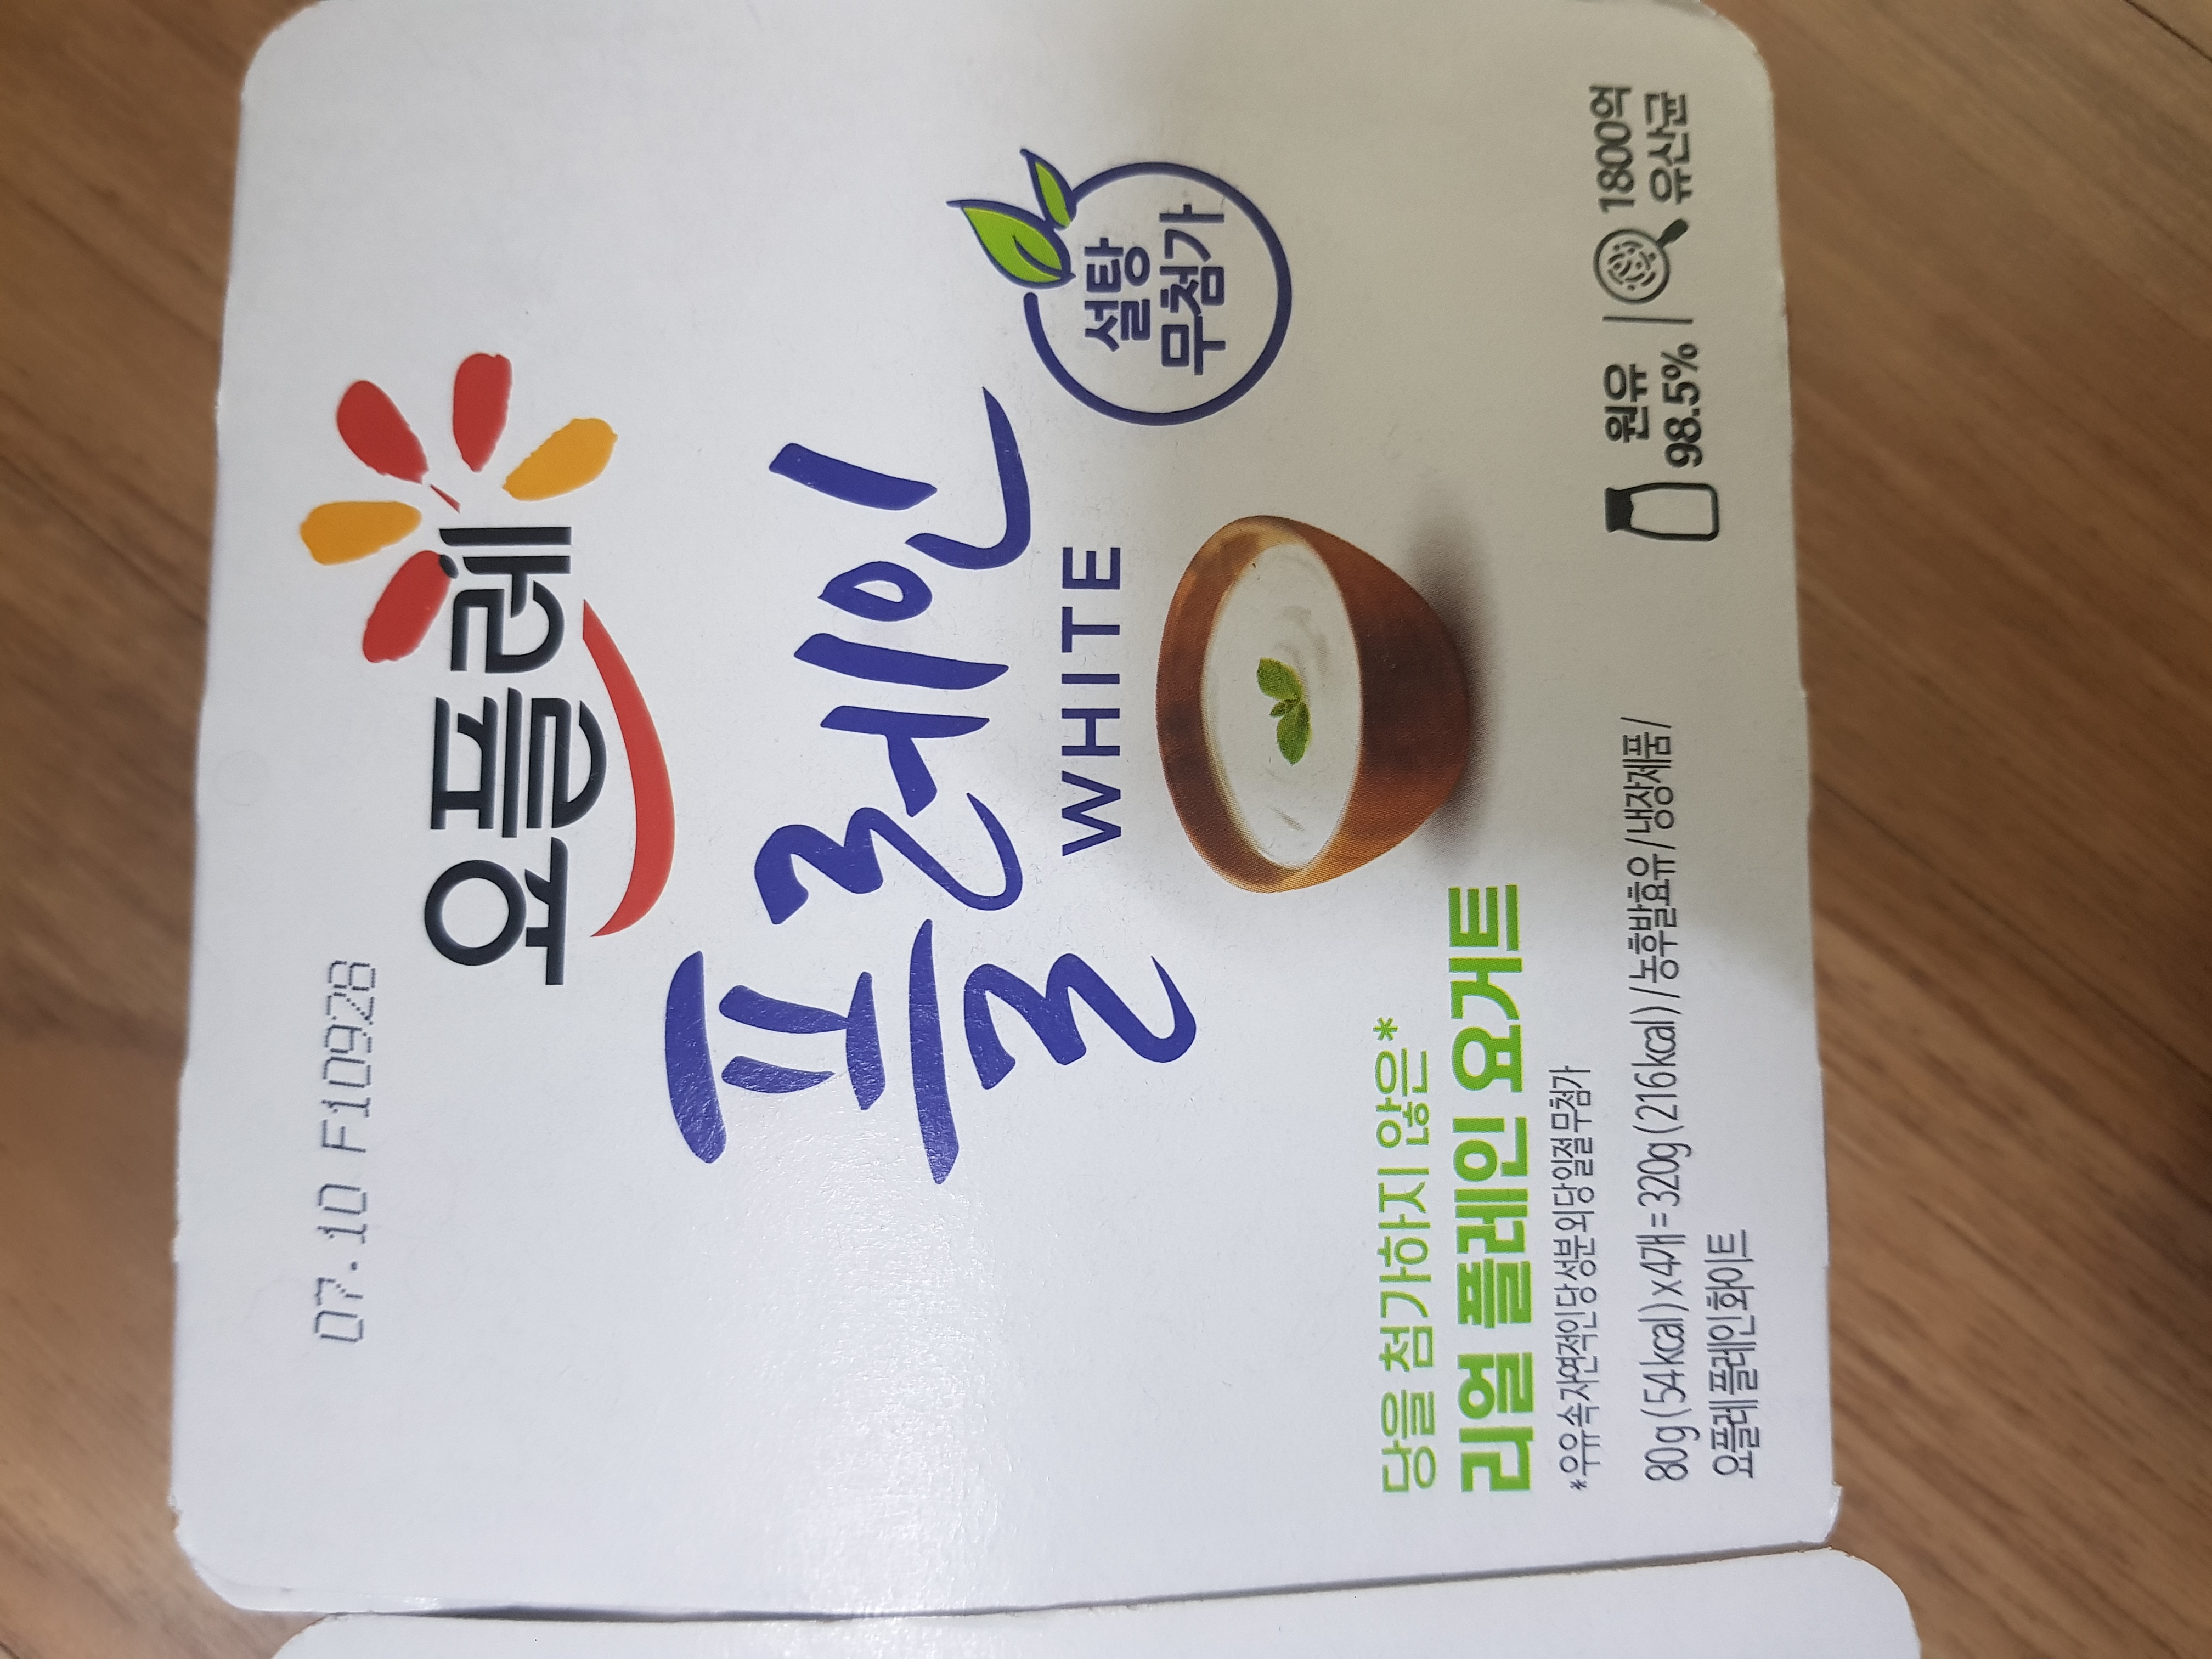 07.10 F10928
요플레
플레인
WHITE
설탕
무첨가
당을 첨가하지 않은*
리얼 플레인 요거트
*우유 속 자연적인 당 성분 외 당 일절 무첨가
원유
98.5%
1800억
유산균
80g (54 kcal) x 4개 = 320g (216 kcal) / 농후발효유 / 냉장제품 /
요플레 플레인 화이트